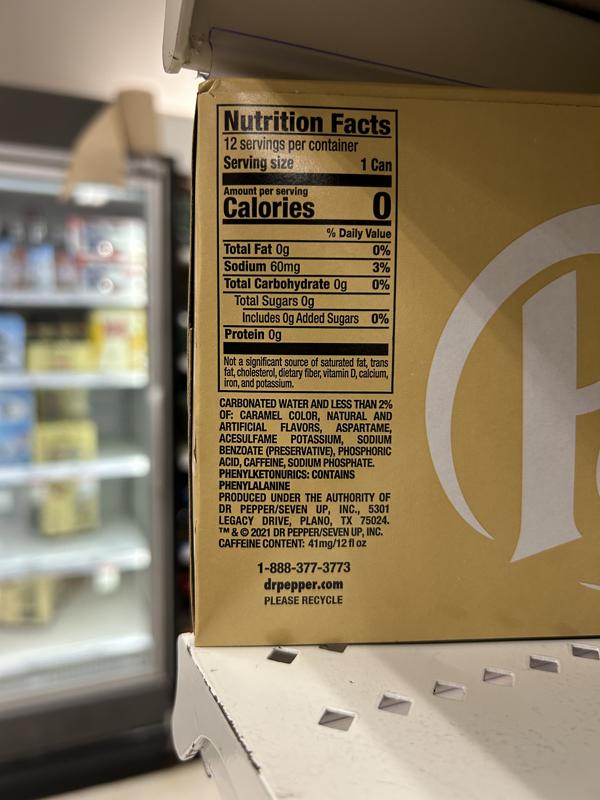 Nutrition Facts
12 servings per container
Serving size 1 Can
Amount per serving
Calories 0
% Daily Value
Total Fat 0g 0%
Sodium 60mg 3%
Total Carbohydrate 0g 0%
Total Sugars 0g
Includes 0g Added Sugars 0%
Protein 0g
Not a significant source of saturated fat, trans
fat, cholesterol, dietary fiber, vitamin D, calcium,
iron, and potassium.
CARBONATED WATER AND LESS THAN 2%
OF: CARAMEL COLOR, NATURAL AND
ARTIFICIAL FLAVORS, ASPARTAME,
ACESULFAME POTASSIUM, SODIUM
BENZOATE (PRESERVATIVE), PHOSPHORIC
ACID, CAFFEINE, SODIUM PHOSPHATE.
PHENYLKETONURICS: CONTAINS
PHENYLALANINE
PRODUCED UNDER THE AUTHORITY OF
DR PEPPER/SEVEN UP, INC., 5301
LEGACY DRIVE, PLANO, TX 75024.
™ & © 2021 DR PEPPER/SEVEN UP, INC.
CAFFEINE CONTENT: 41mg/12 fl oz
1-888-377-3773
drpepper.com
PLEASE RECYCLE